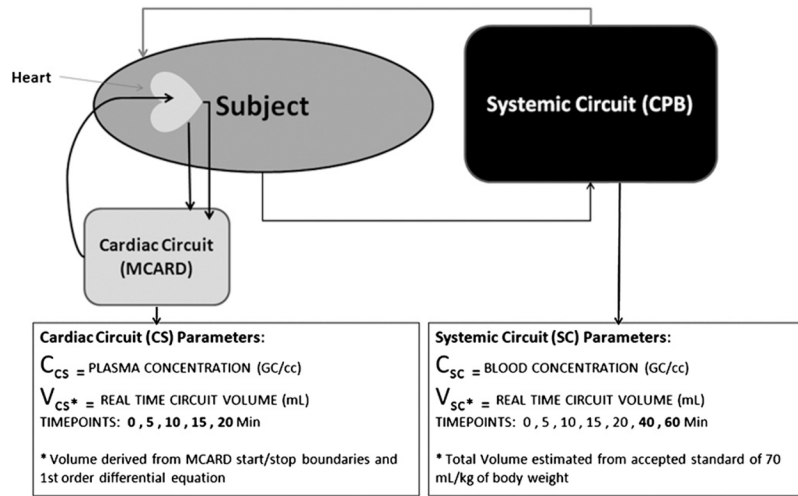 Heart
Subject
Systemic Circuit (CPB)
Cardiac Circuit
(MCARD)
Cardiac Circuit (CS) Parameters:
CCS = PLASMA CONCENTRATION (GC/cc)
VCS* = REAL TIME CIRCUIT VOLUME (mL)
TIMEPOINTS: 0 , 5 , 10 , 15 , 20 Min
* Volume derived from MCARD start/stop boundaries and
1st order differential equation
Systemic Circuit (SC) Parameters:
CSC = BLOOD CONCENTRATION (GC/cc)
VSC* = REAL TIME CIRCUIT VOLUME (mL)
TIMEPOINTS: 0 , 5 , 10 , 15 , 20 , 40 , 60 Min
* Total Volume estimated from accepted standard of 70
mL/kg of body weight